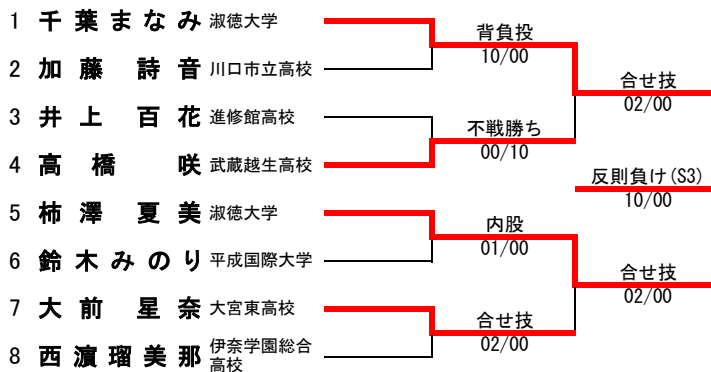 1 千葉まなみ 淑徳大学
背負投
10/00
2 加藤詩音 川口市立高校
合せ技
02/00
3 井上百花 進修館高校
不戦勝ち
00/10
4 高橋咲 武蔵越生高校
反則負け(S3)
10/00
5 柿澤夏美 淑徳大学
内股
01/00
6 鈴木みのり 平成国際大学
合せ技
02/00
7 大前星奈 大宮東高校
合せ技
02/00
8 西濵瑠美那 伊奈学園総合
高校